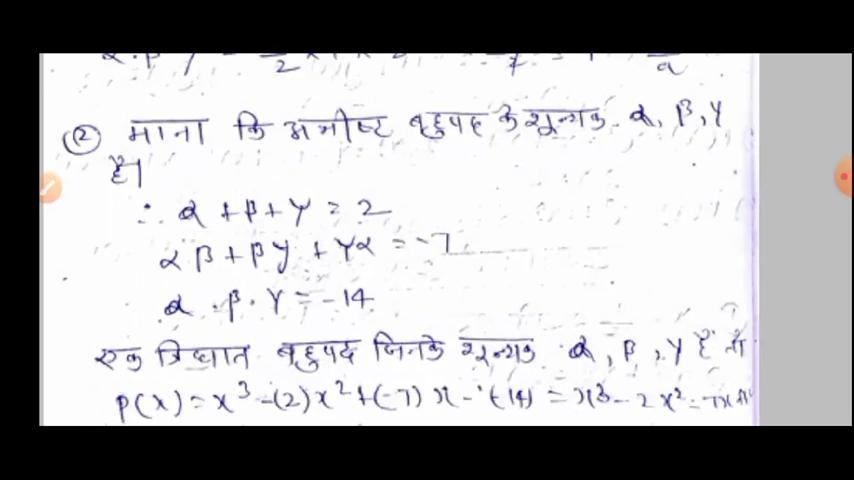 ② माना कि अभीष्ट बहुपद के शून्यक α, β, γ
है।
∴ α + β + γ = 2
αβ + βγ + γα = -7
α · β · γ = -14
एक त्रिघात बहुपद जिनके शून्यक α, β, γ है तो
P(x) = x³ - (2)x² + (-7)x - (-14) = x³ - 2x² - 7x